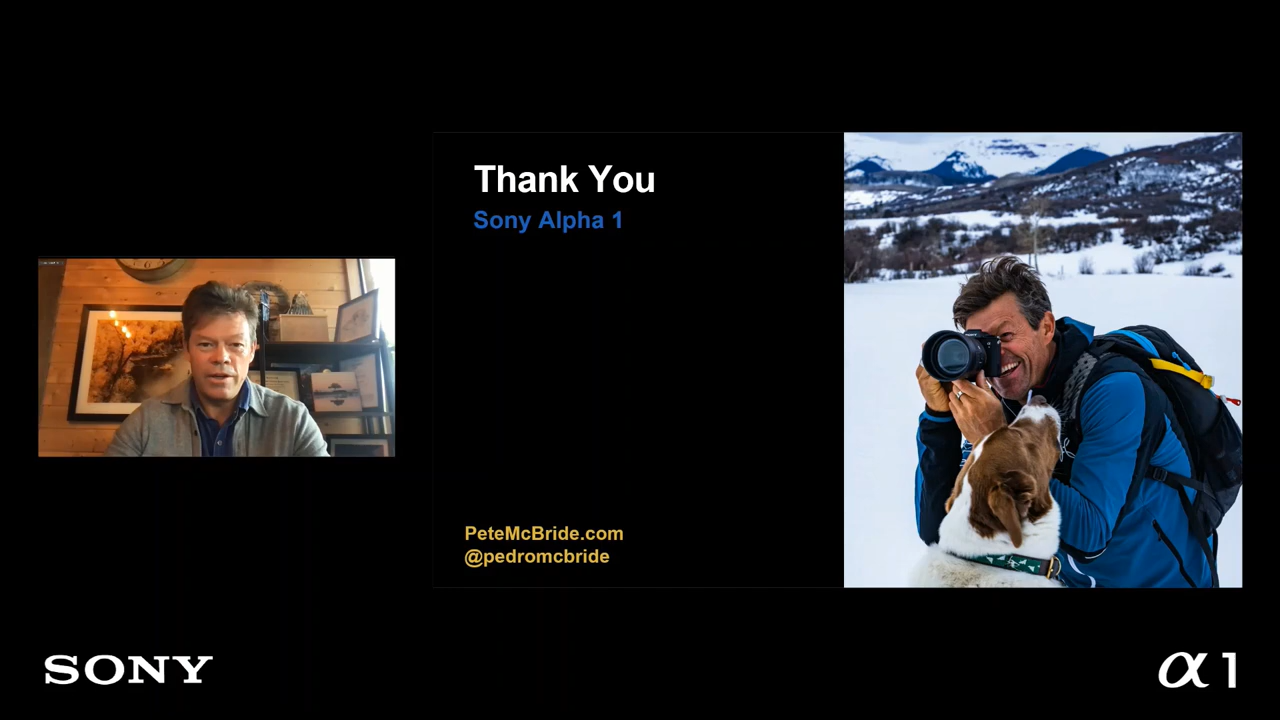 Thank You
Sony Alpha 1
PeteMcBride.com
@pedromcbride
SONY
α1